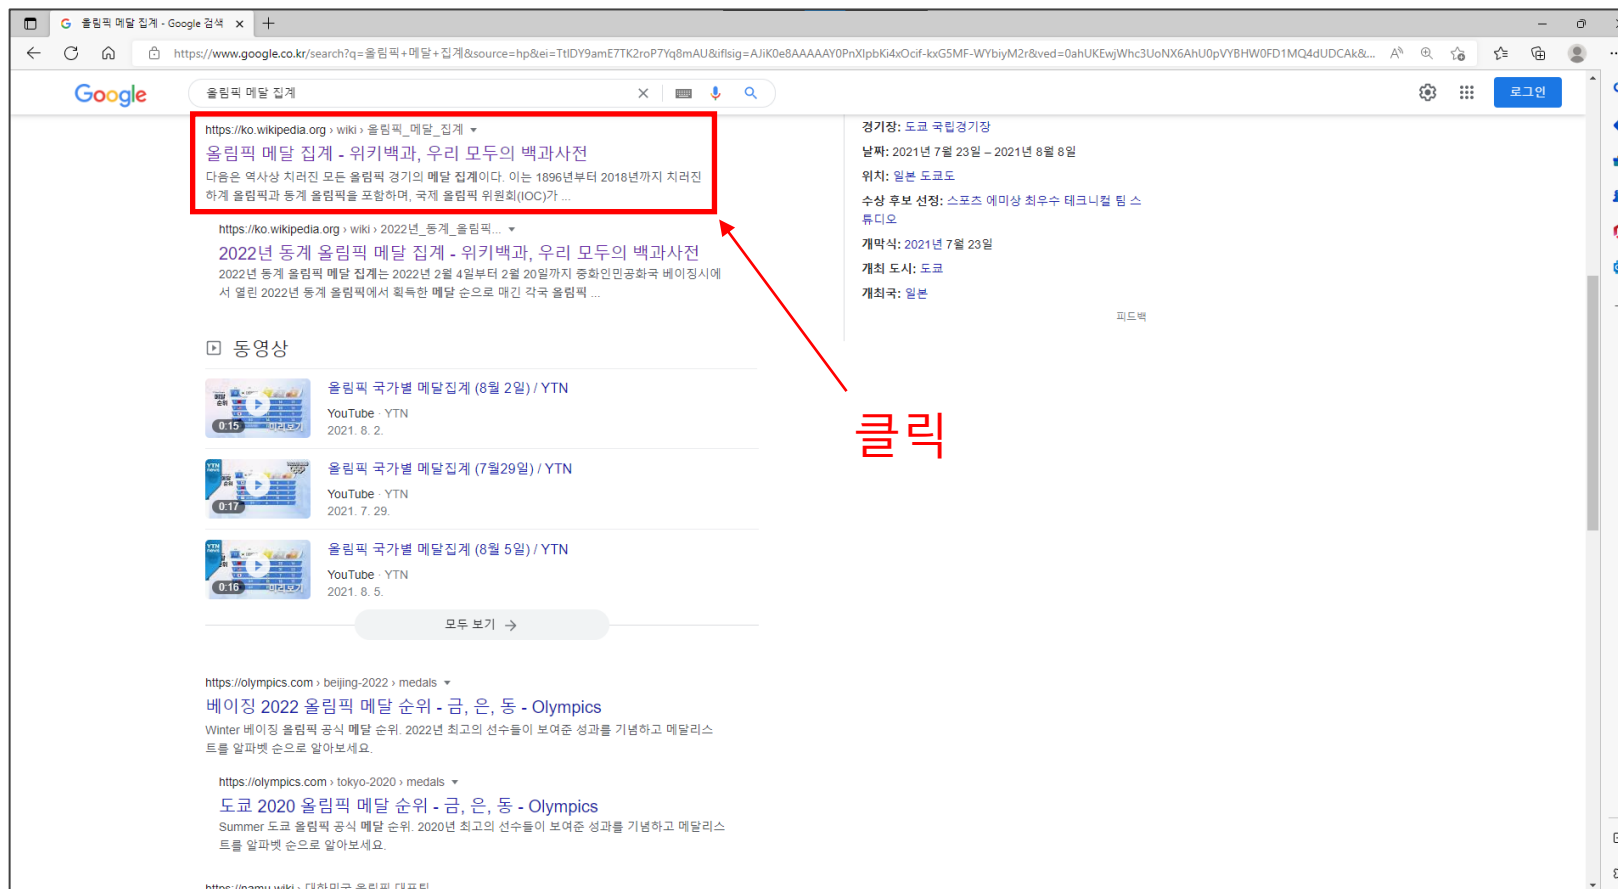 올림픽 메달 집계 - Google 검색
https://www.google.co.kr/search?q=올림픽+메달+집계&source=hp&ei=TtIDY9amE7TK2roP7Yq8mAU&iflsig=AJiK0e8AAAAAY0PnXIpbKi4xOcif-kxG5MF-WYbiyM2r&ved=0ahUKEwjWhc3UoNX6AhU0pVYBHW0FD1MQ4dUDCAk&...
Google
올림픽 메달 집계
로그인
https://ko.wikipedia.org › wiki › 올림픽_메달_집계
올림픽 메달 집계 - 위키백과, 우리 모두의 백과사전
다음은 역사상 치러진 모든 올림픽 경기의 메달 집계이다. 이는 1896년부터 2018년까지 치러진
하계 올림픽과 동계 올림픽을 포함하며, 국제 올림픽 위원회(IOC)가 ...
https://ko.wikipedia.org › wiki › 2022년_동계_올림픽...
2022년 동계 올림픽 메달 집계 - 위키백과, 우리 모두의 백과사전
2022년 동계 올림픽 메달 집계는 2022년 2월 4일부터 2월 20일까지 중화인민공화국 베이징시에
서 열린 2022년 동계 올림픽에서 획득한 메달 순으로 매긴 각국 올림픽 ...
경기장: 도쿄 국립경기장
날짜: 2021년 7월 23일 – 2021년 8월 8일
위치: 일본 도쿄도
수상 후보 선정: 스포츠 에미상 최우수 테크니컬 팀 스
튜디오
개막식: 2021년 7월 23일
개최 도시: 도쿄
개최국: 일본
피드백
클릭
동영상
올림픽 국가별 메달집계 (8월 2일) / YTN
YouTube · YTN
2021. 8. 2.
0:15
미리보기
올림픽 국가별 메달집계 (7월29일) / YTN
YouTube · YTN
2021. 7. 29.
0:17
올림픽 국가별 메달집계 (8월 5일) / YTN
YouTube · YTN
2021. 8. 5.
0:16
미리보기
모두 보기
https://olympics.com › beijing-2022 › medals
베이징 2022 올림픽 메달 순위 - 금, 은, 동 - Olympics
Winter 베이징 올림픽 공식 메달 순위. 2022년 최고의 선수들이 보여준 성과를 기념하고 메달리스
트를 알파벳 순으로 알아보세요.
https://olympics.com › tokyo-2020 › medals
도쿄 2020 올림픽 메달 순위 - 금, 은, 동 - Olympics
Summer 도쿄 올림픽 공식 메달 순위. 2020년 최고의 선수들이 보여준 성과를 기념하고 메달리스
트를 알파벳 순으로 알아보세요.
https://namu.wiki › 대한민국 올림픽 대표팀